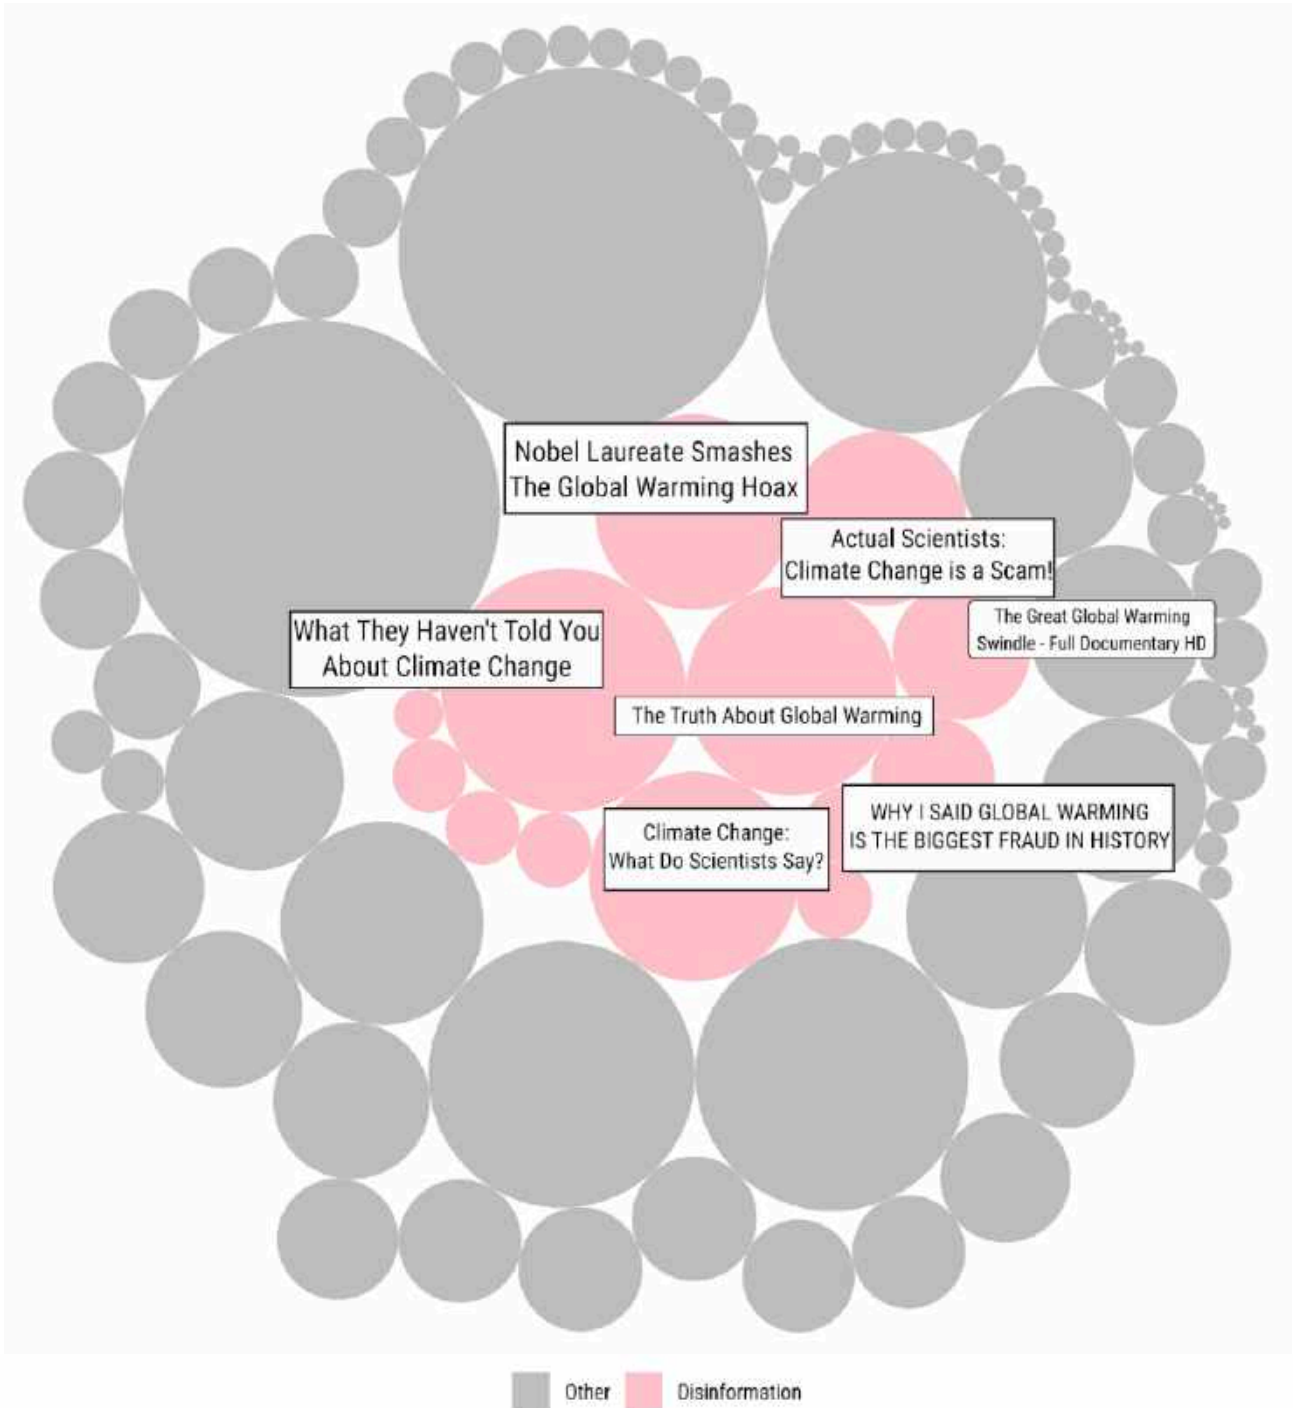 Nobel Laureate Smashes
The Global Warming Hoax
Actual Scientists:
Climate Change is a Scam!
The Great Global Warming
Swindle - Full Documentary HD
What They Haven't Told You
About Climate Change
The Truth About Global Warming
WHY I SAID GLOBAL WARMING
IS THE BIGGEST FRAUD IN HISTORY
Climate Change:
What Do Scientists Say?
Other
Disinformation